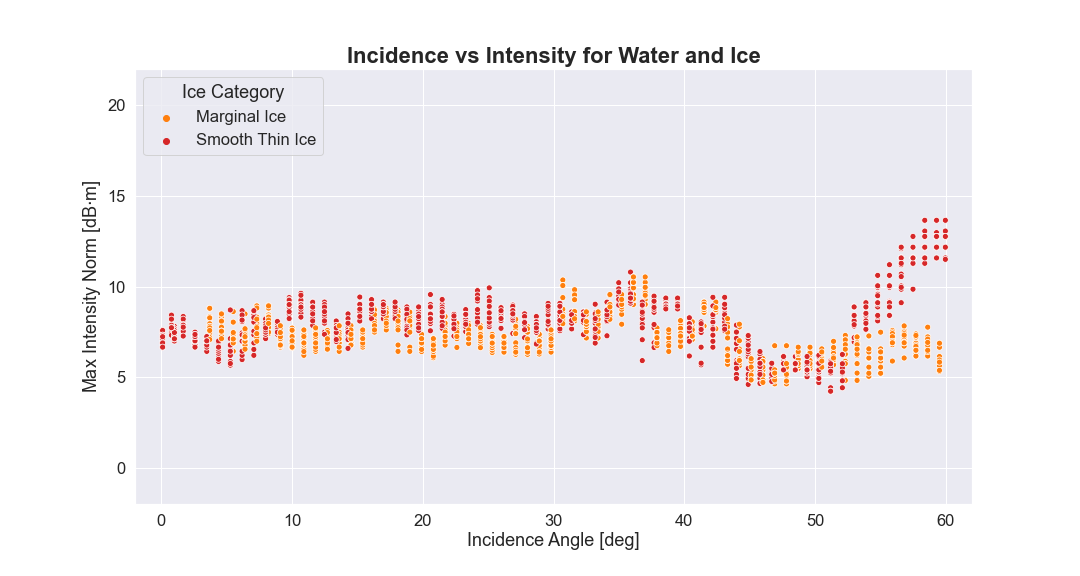 Incidence vs Intensity for Water and Ice
Ice Category
Marginal Ice
Smooth Thin Ice
Max Intensity Norm [dB·m]
20
15
10
5
0
0 10 20 30 40 50 60
Incidence Angle [deg]